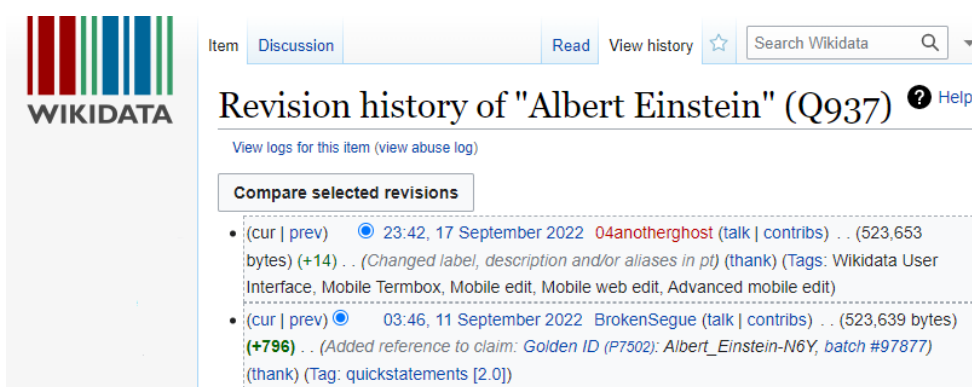 WIKIDATA
Item Discussion Read View history Search Wikidata
Revision history of "Albert Einstein" (Q937) ? Help
View logs for this item (view abuse log)
Compare selected revisions
• (cur | prev) 23:42, 17 September 2022 04anotherghost (talk | contribs) . . (523,653
bytes) (+14) . . (Changed label, description and/or aliases in pt) (thank) (Tags: Wikidata User
Interface, Mobile Termbox, Mobile edit, Mobile web edit, Advanced mobile edit)
• (cur | prev) 03:46, 11 September 2022 BrokenSegue (talk | contribs) . . (523,639 bytes)
(+796) . . (Added reference to claim: Golden ID (P7502): Albert_Einstein-N6Y, batch #97877)
(thank) (Tag: quickstatements [2.0])